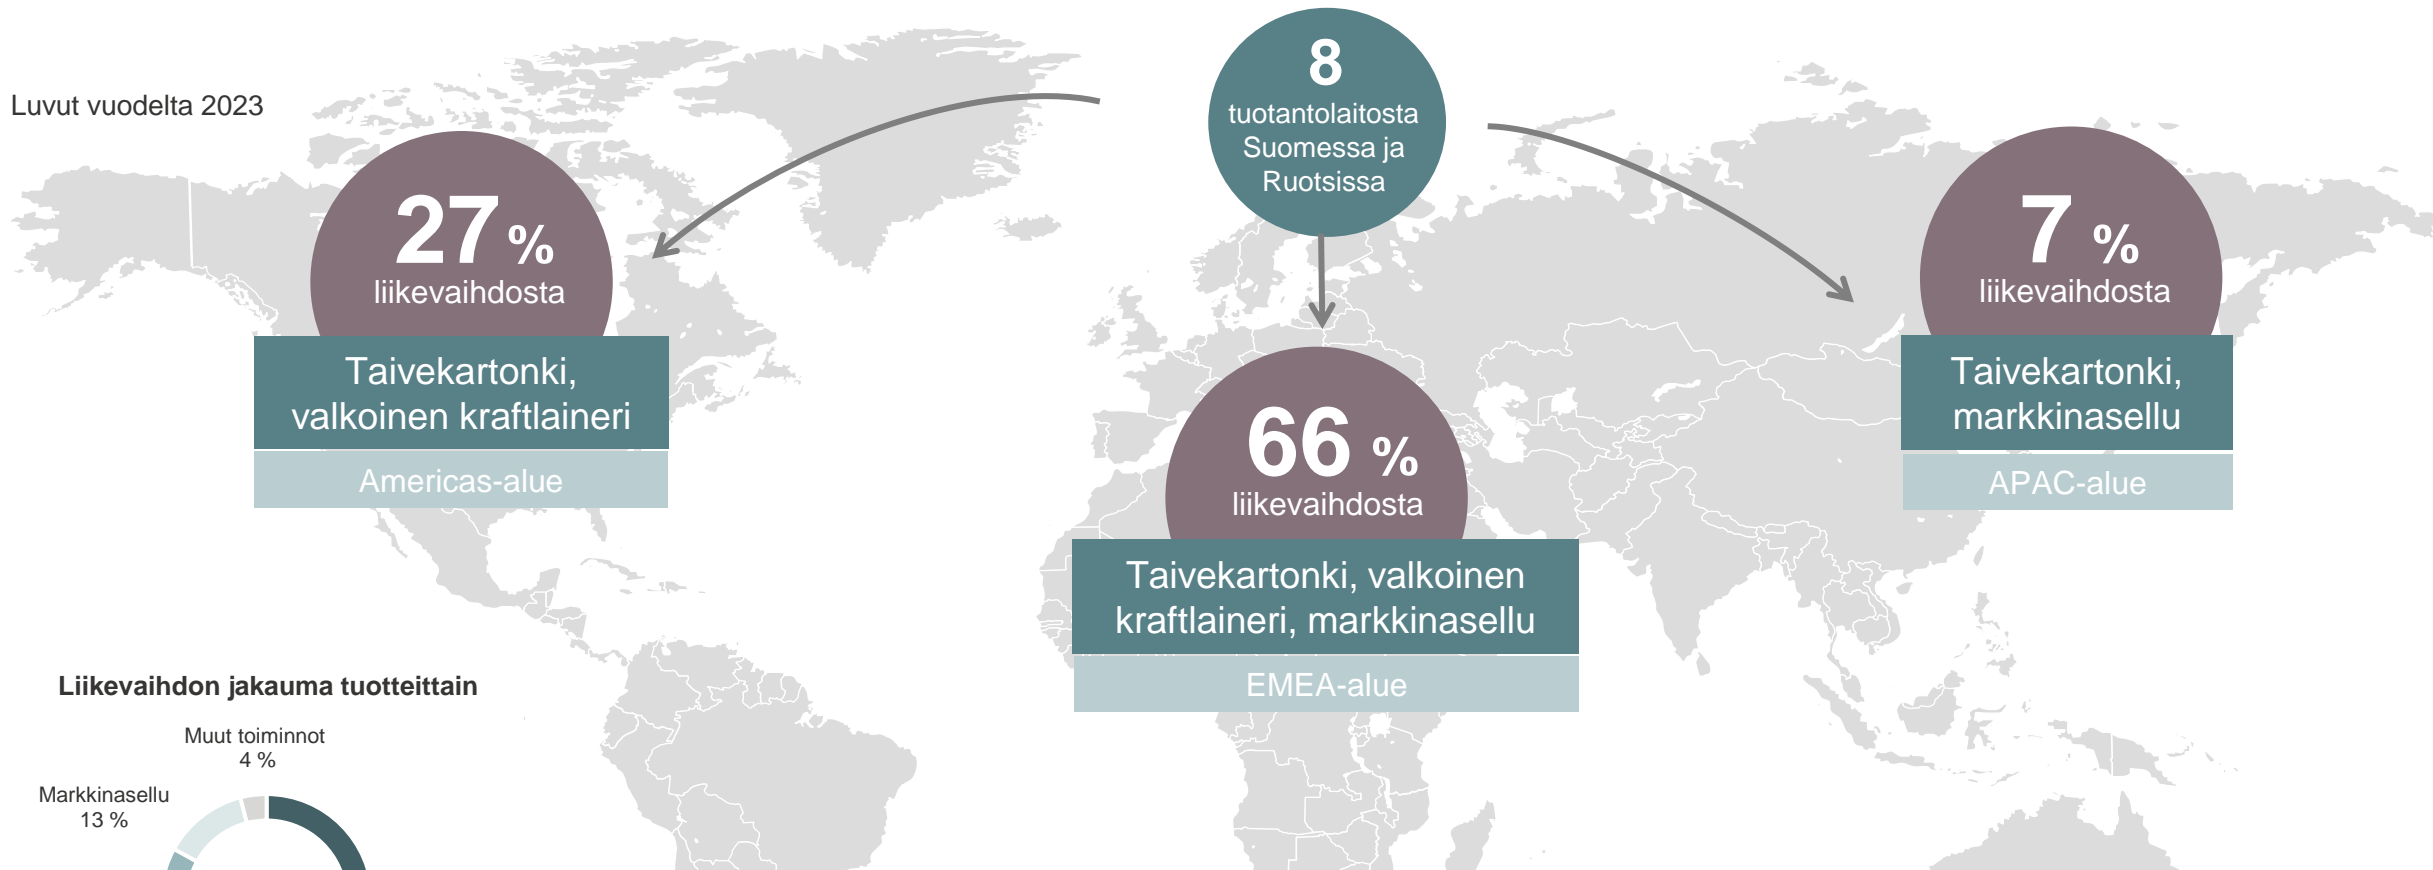 Luvut vuodelta 2023
8
tuotantolaitosta
Suomessa ja
Ruotsissa
27 %
liikevaihdosta
Taivekartonki,
valkoinen kraftlaineri
Americas-alue
66 %
liikevaihdosta
Taivekartonki, valkoinen
kraftlaineri, markkinasellu
EMEA-alue
7 %
liikevaihdosta
Taivekartonki,
markkinasellu
APAC-alue
Liikevaihdon jakauma tuotteittain
Muut toiminnot
4 %
Markkinasellu
13 %